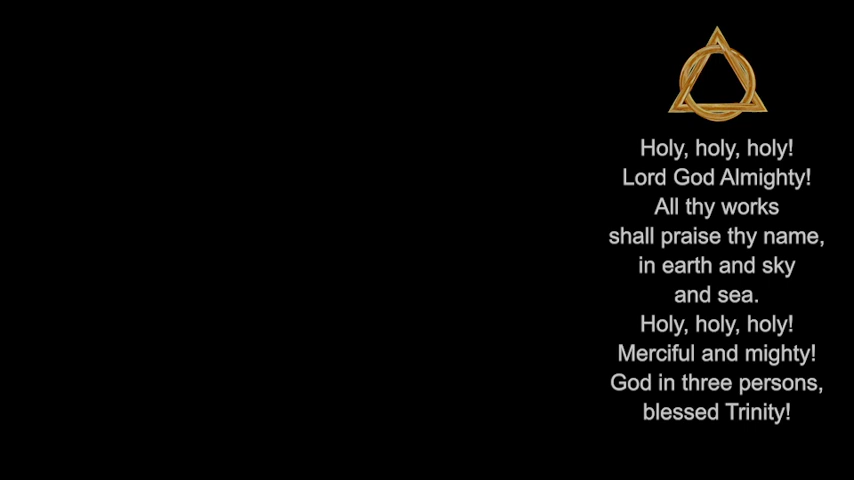 Holy, holy, holy!
Lord God Almighty!
All thy works
shall praise thy name,
in earth and sky
and sea.
Holy, holy, holy!
Merciful and mighty!
God in three persons,
blessed Trinity!